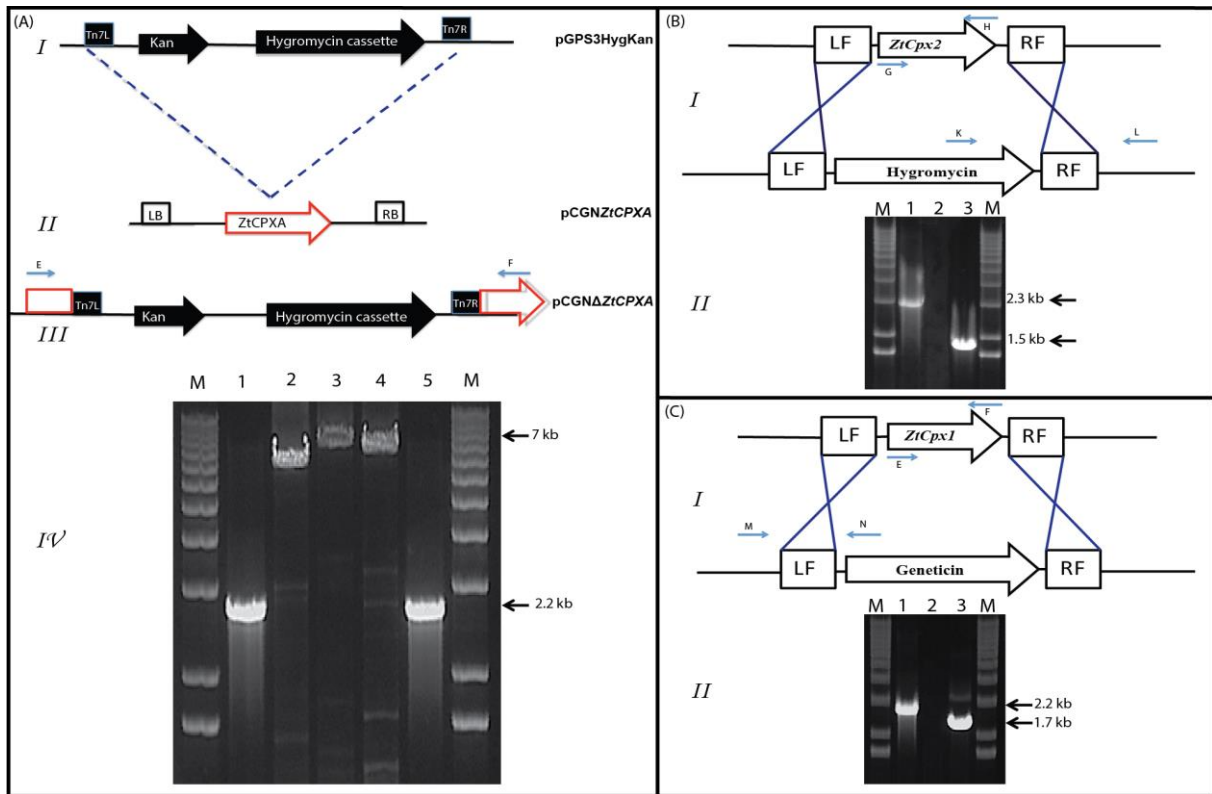 (A)
Tn7L
Tn7R
I
Kan
Hygromycin cassette
pGPS3HygKan
II
LB
ZtCPXA
RB
pCGNZtCPXA
E
F
Tn7L
Kan
Hygromycin cassette
Tn7R
pCGNΔZtCPXA
III
M 1 2 3 4 5 M
7 kb
IV
2.2 kb
(B)
H
LF
ZtCpx2
RF
G
I
K
L
LF
Hygromycin
RF
M 1 2 3 M
2.3 kb
II
1.5 kb
(C)
F
LF
ZtCpx1
RF
E
I
M
N
LF
Geneticin
RF
M 1 2 3 M
II
2.2 kb
1.7 kb